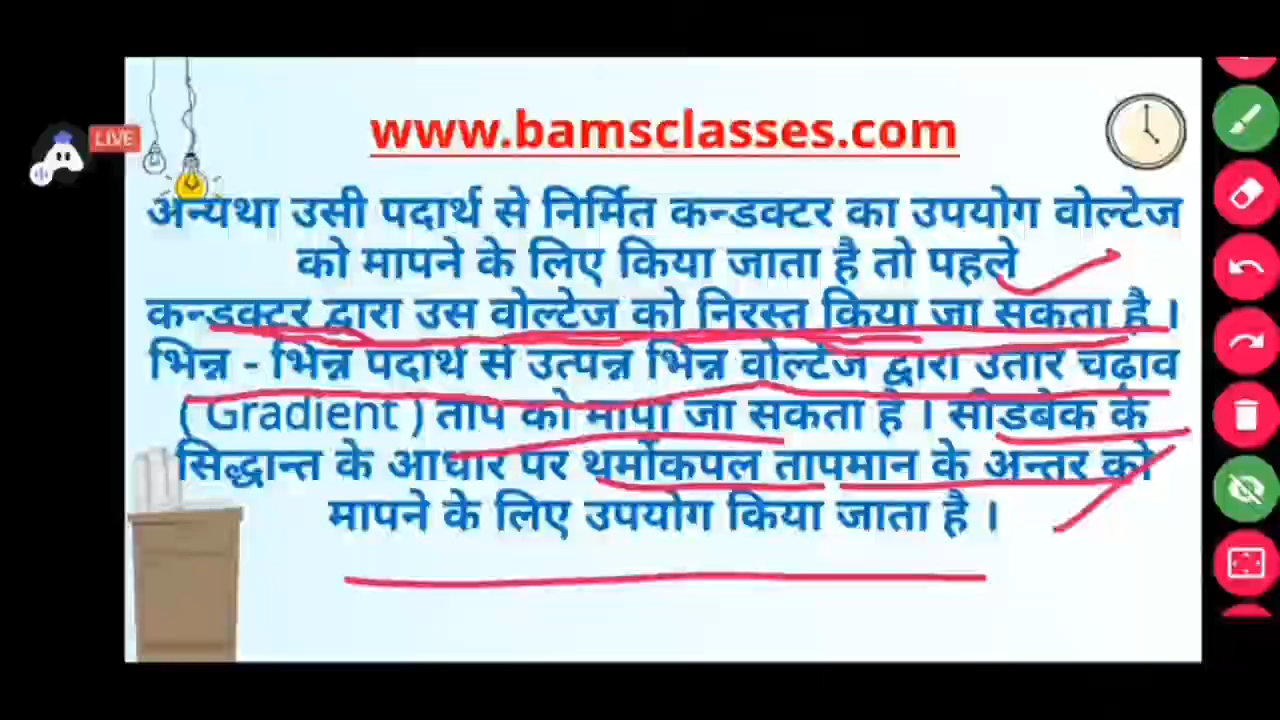 LIVE
www.bamsclasses.com
अन्यथा उसी पदार्थ से निर्मित कन्डक्टर का उपयोग वोल्टेज
को मापने के लिए किया जाता है तो पहले
कन्डक्टर द्वारा उस वोल्टेज को निरस्त किया जा सकता है ।
भिन्न - भिन्न पदार्थ से उत्पन्न भिन्न वोल्टेज द्वारा उतार चढ़ाव
( Gradient ) ताप को मापा जा सकता है । सीडबेक के
सिद्धान्त के आधार पर थर्मोकपल तापमान के अन्तर को
मापने के लिए उपयोग किया जाता है ।